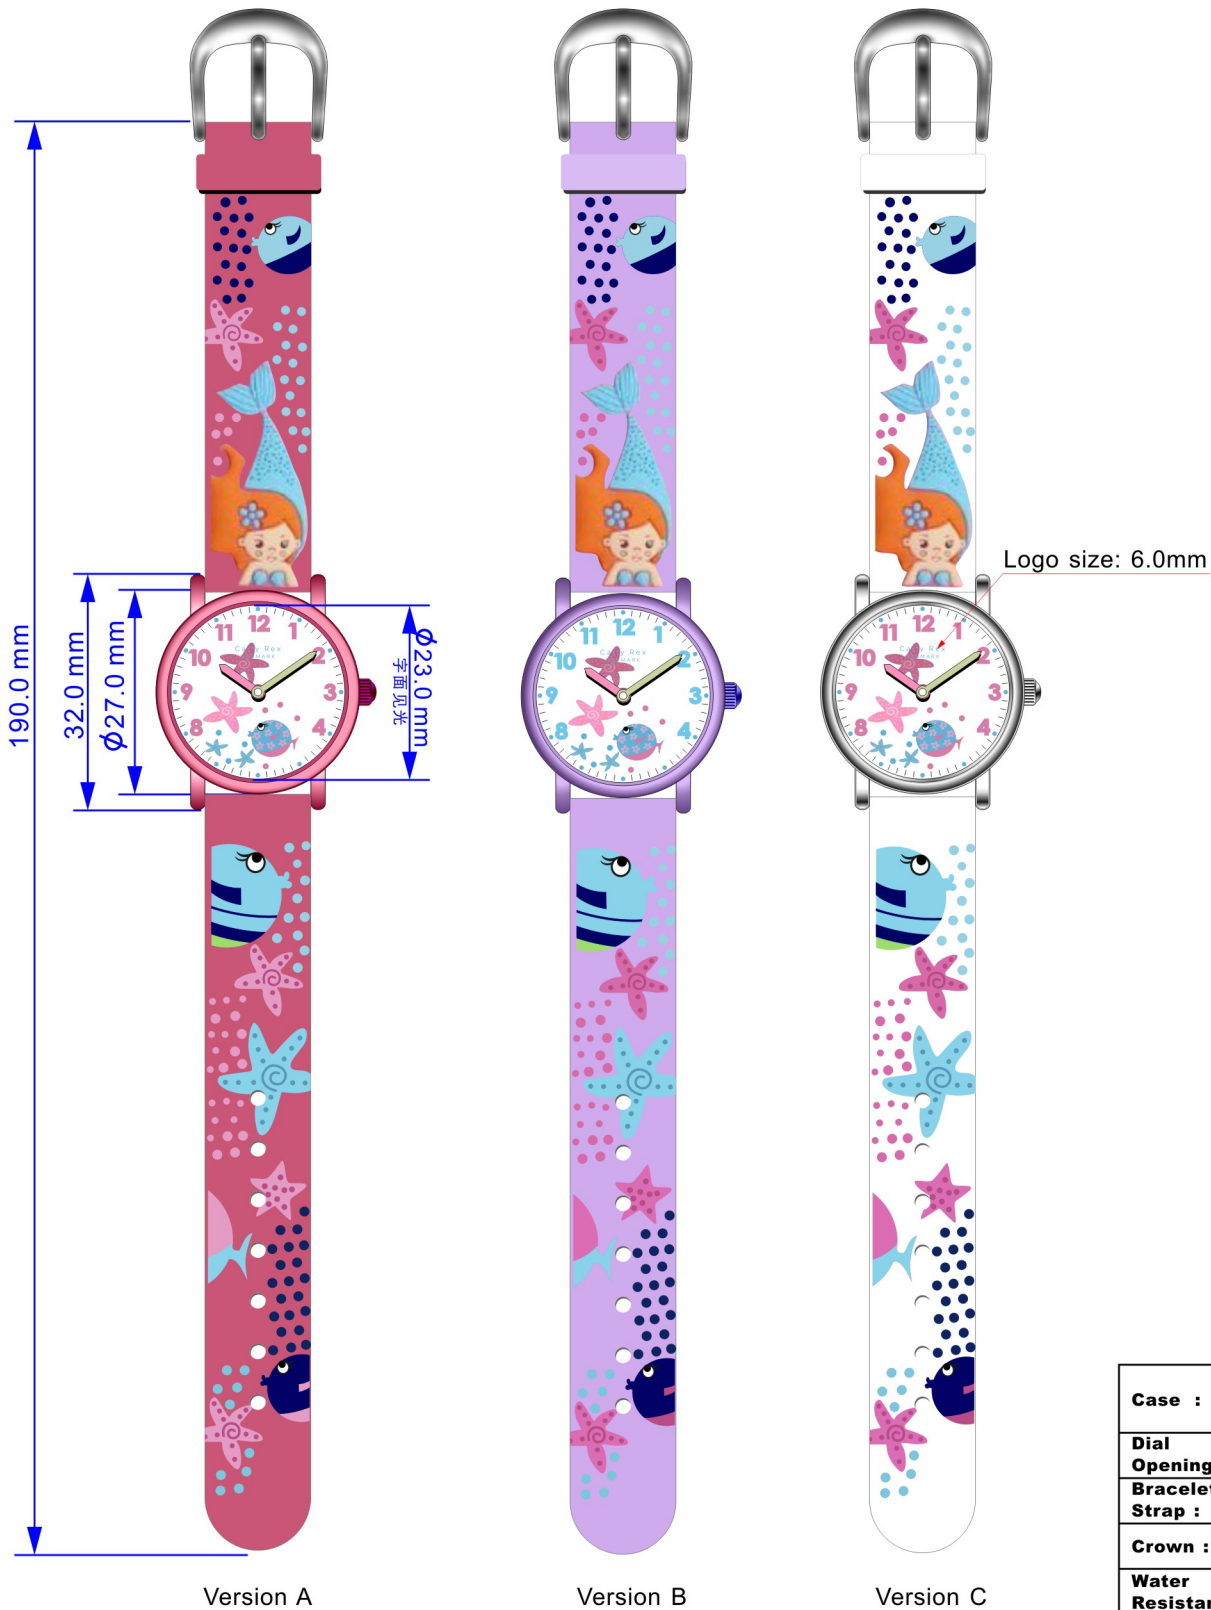 Logo size: 6.0mm
190.0 mm
32.0 mm
ϕ27.0 mm
ϕ23.0 mm
字面见光
11 12 1
10 2
9 3
8 4
11 12 1
10 2
9 3
8 4
11 12 1
10 2
9 3
8 4
Case :
Dial
Opening
Bracelet
Strap :
Crown :
Water
Resistan
Version A
Version B
Version C